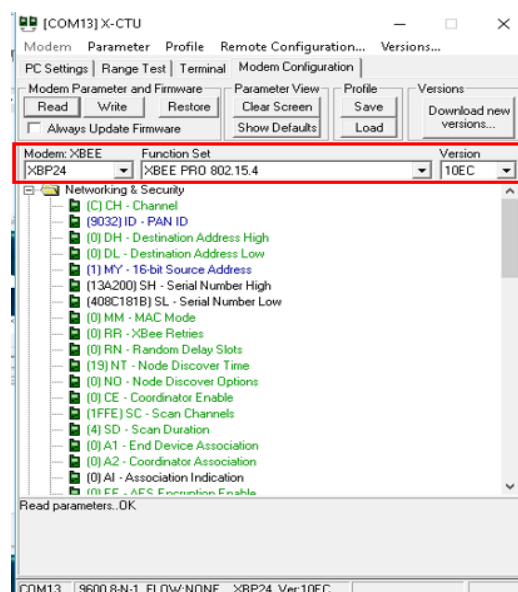 [COM13] X-CTU
Modem Parameter Profile Remote Configuration... Versions...
PC Settings Range Test Terminal Modem Configuration
Modem Parameter and Firmware Parameter View Profile Versions
Read Write Restore Clear Screen Save Download new versions...
Always Update Firmware Show Defaults Load
Modem: XBEE Function Set Version
XBP24 XBEE PRO 802.15.4 10EC
Networking & Security
(C) CH - Channel
(9032) ID - PAN ID
(0) DH - Destination Address High
(0) DL - Destination Address Low
(1) MY - 16-bit Source Address
(13A200) SH - Serial Number High
(408C181B) SL - Serial Number Low
(0) MM - MAC Mode
(0) RR - XBee Retries
(0) RN - Random Delay Slots
(19) NT - Node Discover Time
(0) NO - Node Discover Options
(0) CE - Coordinator Enable
(1FFE) SC - Scan Channels
(4) SD - Scan Duration
(0) A1 - End Device Association
(0) A2 - Coordinator Association
(0) AI - Association Indication
(0) EE - AES Encryption Enable
Read parameters..OK
COM13 9600 8-N-1 FLOW:NONE XBP24 Ver:10EC